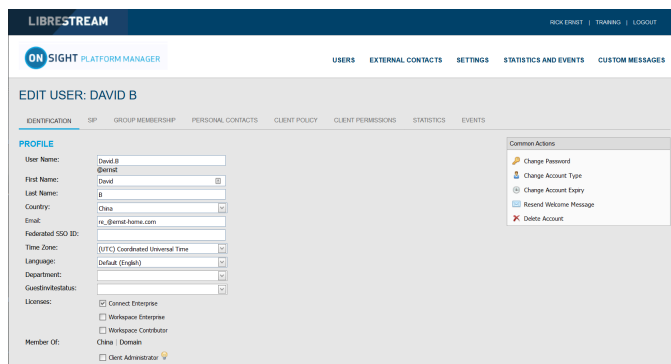 LIBRESTREAM
RICK ERNST | TRAINING | LOGOUT
ON SIGHT PLATFORM MANAGER
USERS EXTERNAL CONTACTS SETTINGS STATISTICS AND EVENTS CUSTOM MESSAGES
EDIT USER: DAVID B
IDENTIFICATION SIP GROUP MEMBERSHIP PERSONAL CONTACTS CLIENT POLICY CLIENT PERMISSIONS STATISTICS EVENTS
PROFILE
User Name: David.B
@ernst
First Name: David
Last Name: B
Country: China
Email: re_@ernst-home.com
Federated SSO ID:
Time Zone: (UTC) Coordinated Universal Time
Language: Default (English)
Department:
Guestinvitestatus:
Licenses: Connect Enterprise
Workspace Enterprise
Workspace Contributor
Member Of: China | Domain
Client Administrator
Common Actions
Change Password
Change Account Type
Change Account Expiry
Resend Welcome Message
Delete Account